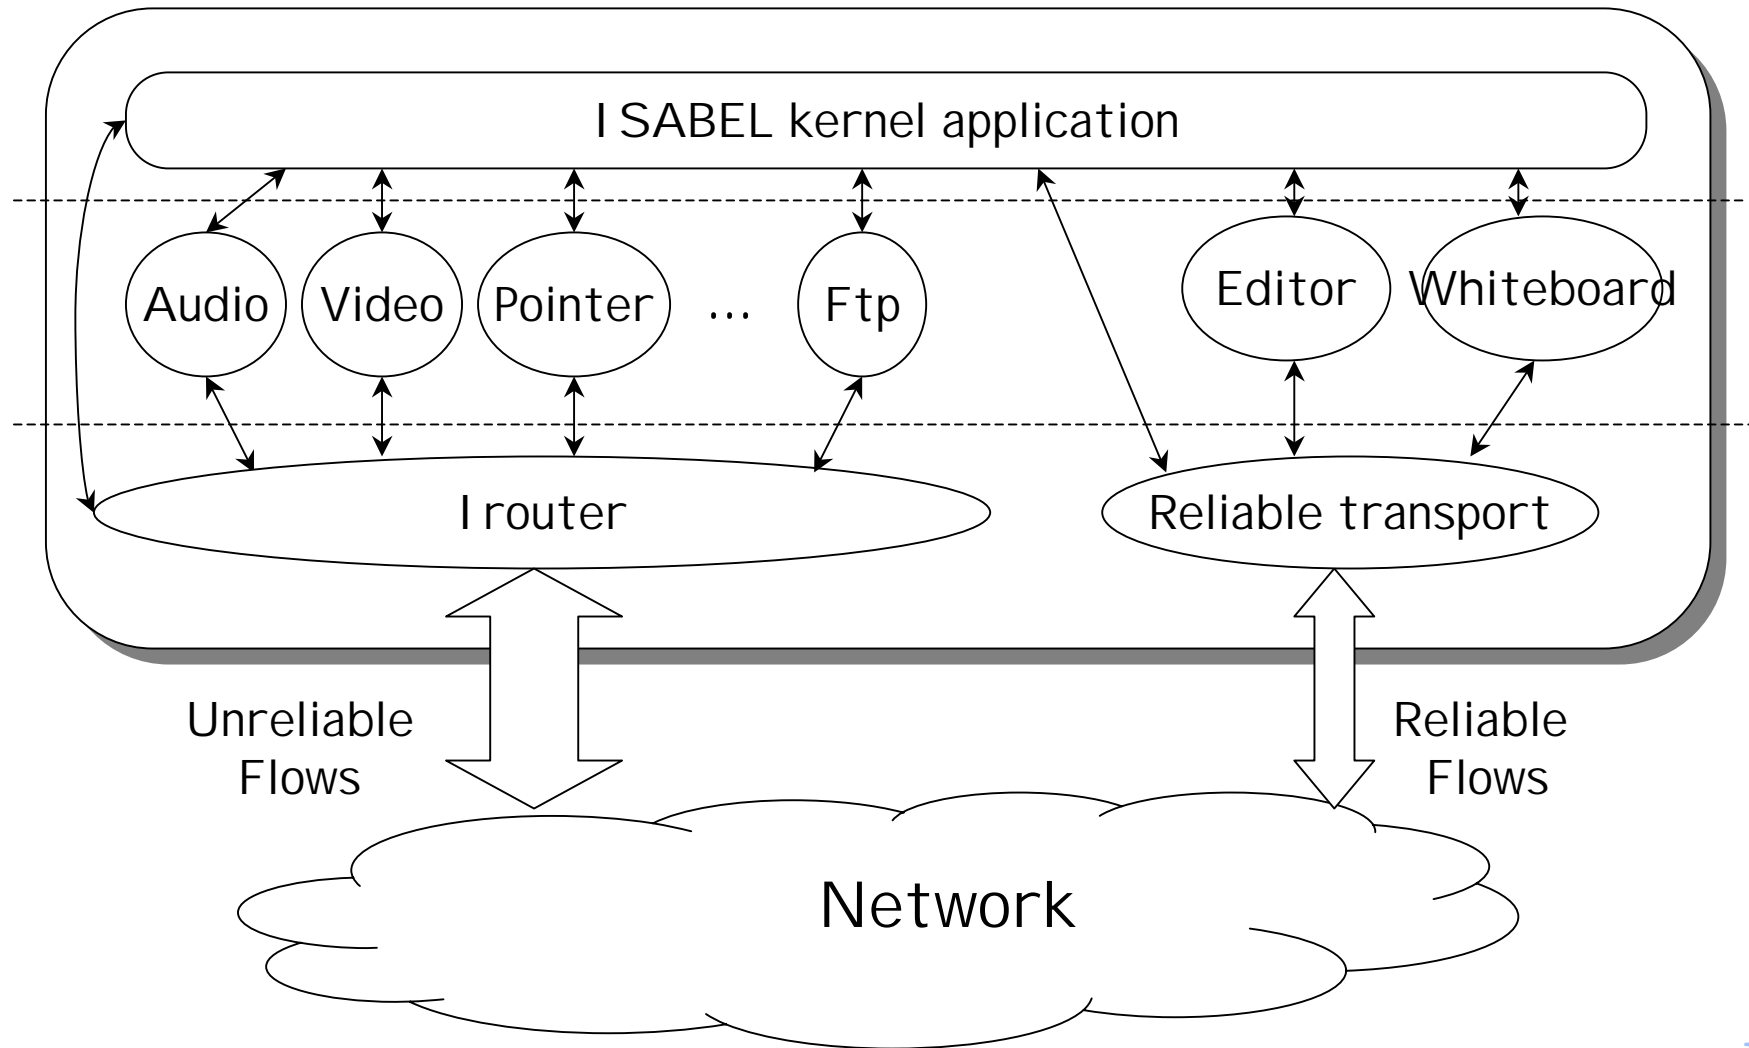 ISABEL kernel application
Audio Video Pointer ... Ftp Editor Whiteboard
Irouter Reliable transport
Unreliable
Flows
Reliable
Flows
Network